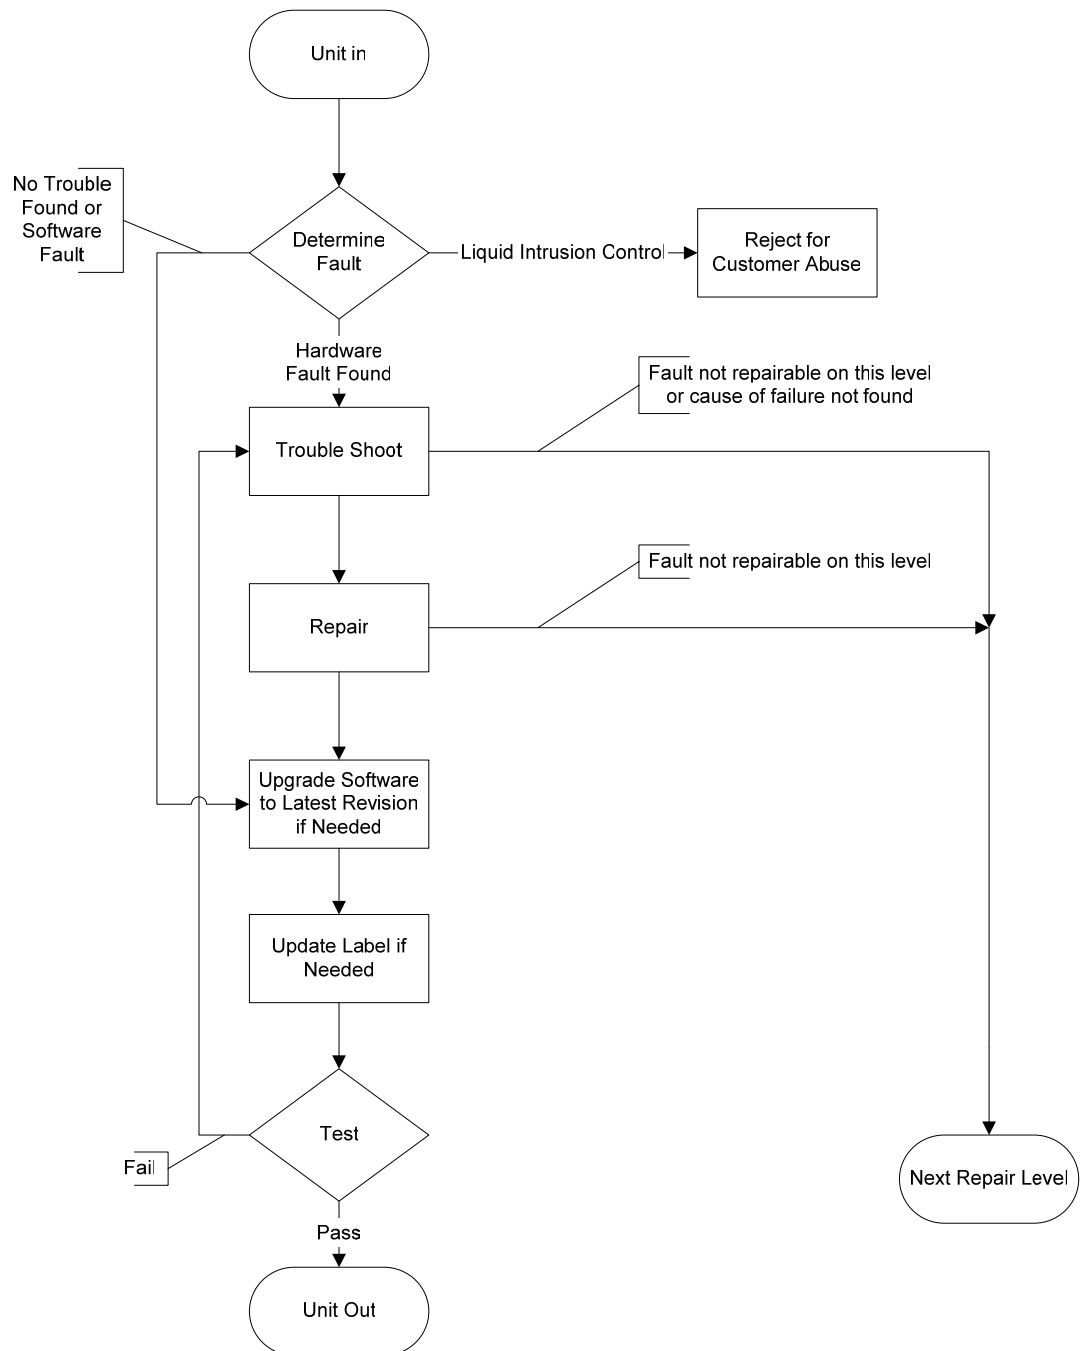 Unit in
No Trouble
Found or
Software
Fault
Determine
Fault
Liquid Intrusion Control
Reject for
Customer Abuse
Hardware
Fault Found
Fault not repairable on this level
or cause of failure not found
Trouble Shoot
Fault not repairable on this level
Repair
Upgrade Software
to Latest Revision
if Needed
Update Label if
Needed
Test
Fail
Next Repair Level
Pass
Unit Out